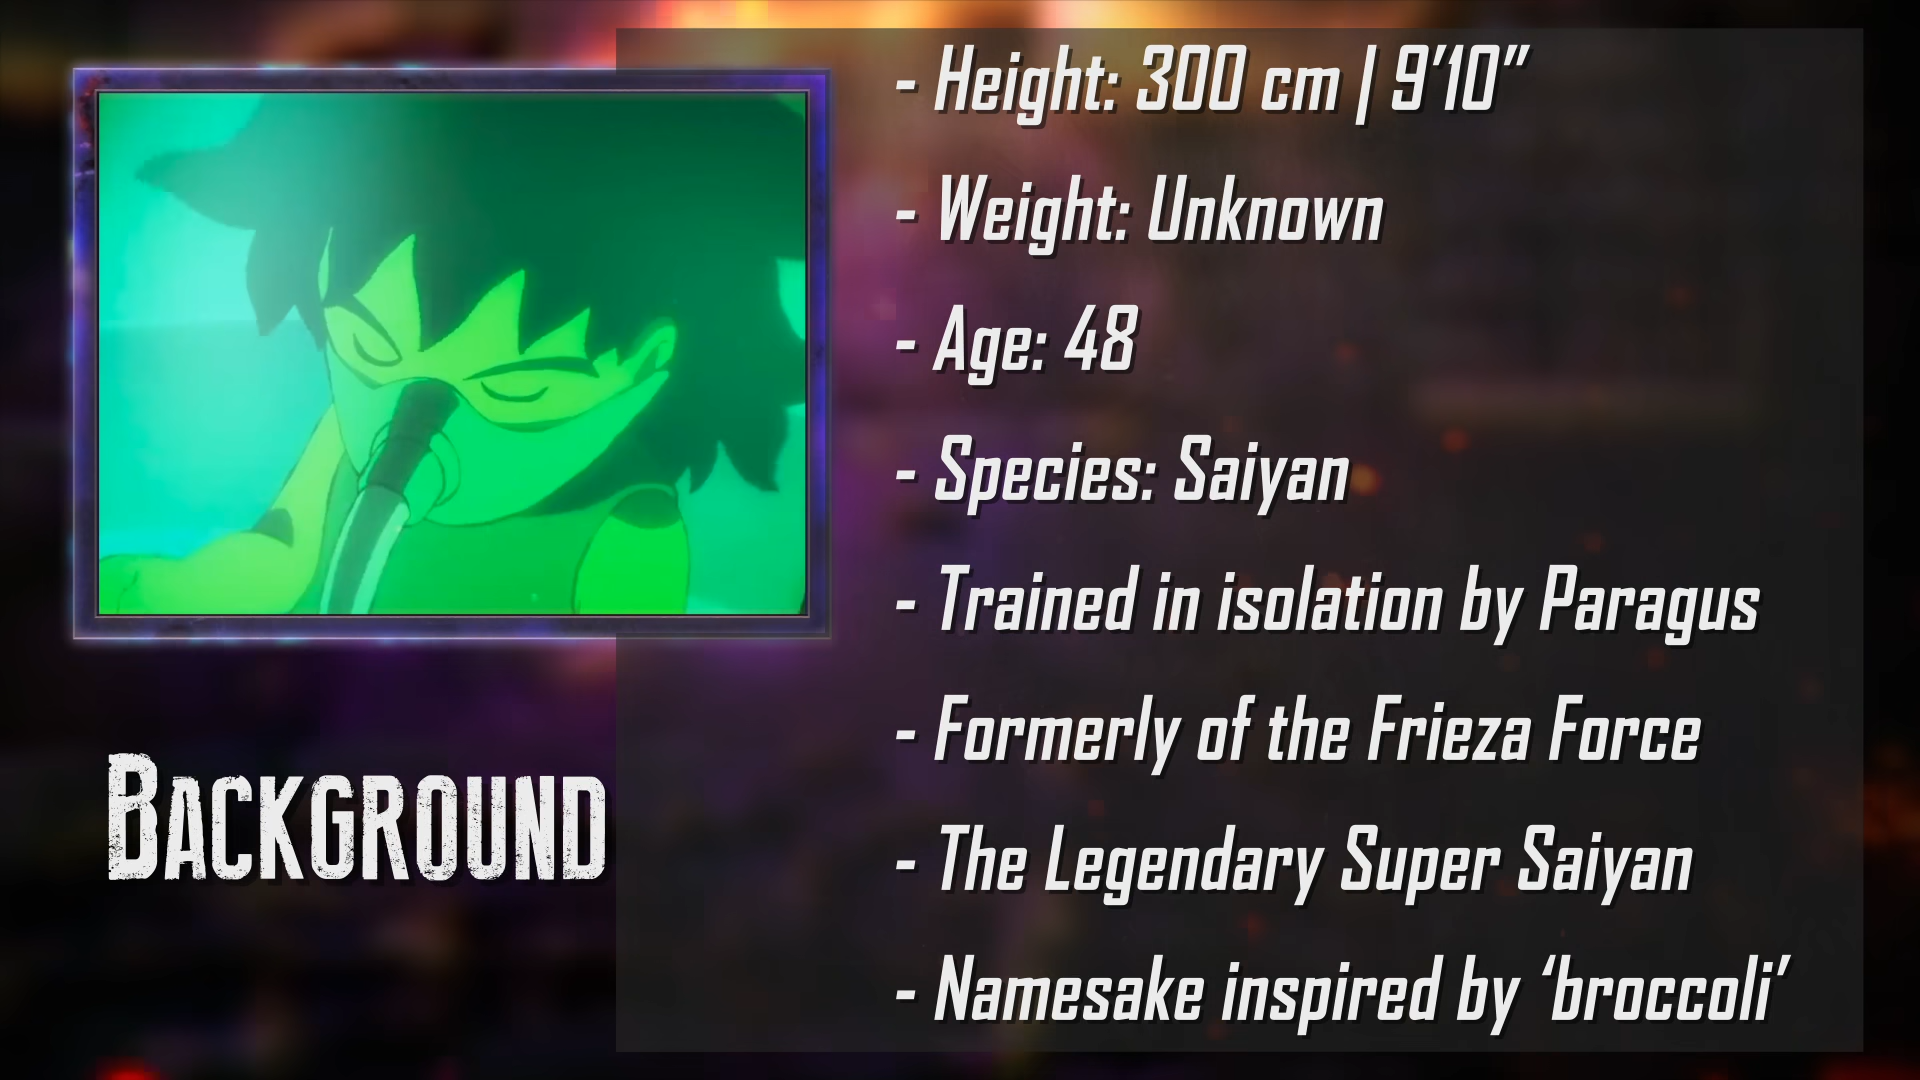 - Height: 300 cm | 9’10”
- Weight: Unknown
- Age: 48
- Species: Saiyan
- Trained in isolation by Paragus
- Formerly of the Frieza Force
- The Legendary Super Saiyan
- Namesake inspired by ‘broccoli’
Background